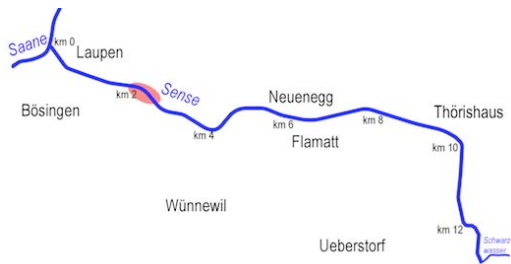 Saane
km 0
Laupen
km 2
Sense
Bösingen
km 4
Neuenegg
km 6
Flamatt
km 8
Thörishaus
km 10
Wünnewil
km 12
Ueberstorf
Schwarz
wasser